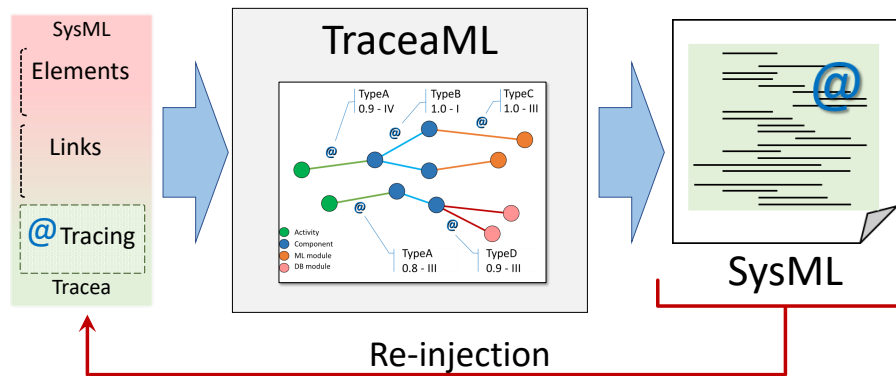 SysML
Elements
Links
@ Tracing
Tracea
TraceaML
TypeA
0.9 - IV
TypeB
1.0 - I
TypeC
1.0 - III
@
@
@
@
@
Activity
Component
ML module
DB module
TypeA
0.8 - III
TypeD
0.9 - III
@
SysML
Re-injection